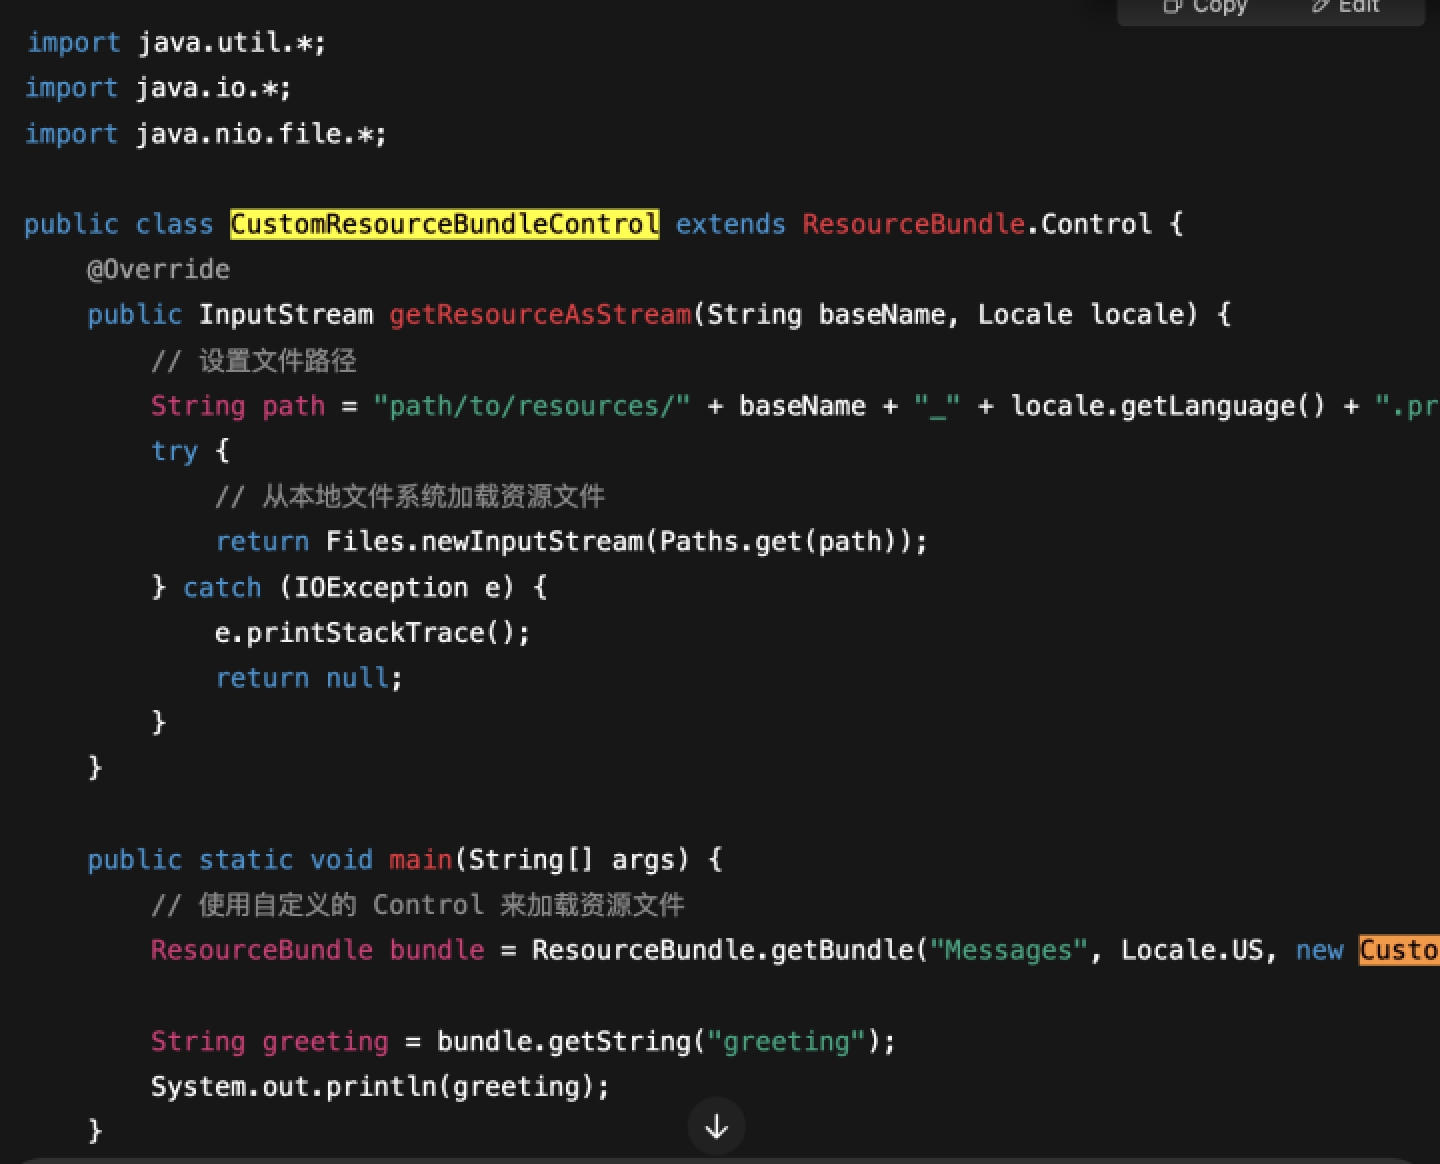 Copy Edit
import java.util.*;
import java.io.*;
import java.nio.file.*;
public class CustomResourceBundleControl extends ResourceBundle.Control {
@Override
public InputStream getResourceAsStream(String baseName, Locale locale) {
// 设置文件路径
String path = "path/to/resources/" + baseName + "_" + locale.getLanguage() + ".pr
try {
// 从本地文件系统加载资源文件
return Files.newInputStream(Paths.get(path));
} catch (IOException e) {
e.printStackTrace();
return null;
}
}
public static void main(String[] args) {
// 使用自定义的 Control 来加载资源文件
ResourceBundle bundle = ResourceBundle.getBundle("Messages", Locale.US, new Custo
String greeting = bundle.getString("greeting");
System.out.println(greeting);
}